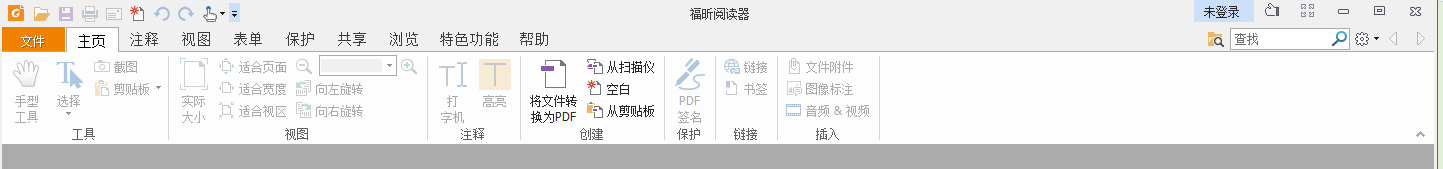 福昕阅读器
未登录
文件 主页 注释 视图 表单 保护 共享 浏览 特色功能 帮助
查找
手型
工具
选择
截图
剪贴板
工具
实际
大小
适合页面
适合宽度
适合视区
向左旋转
向右旋转
视图
打
字机
高亮
注释
将文件转
换为PDF
从扫描仪
空白
从剪贴板
创建
PDF
签名
保护
链接
书签
链接
文件附件
图像标注
音频 & 视频
插入